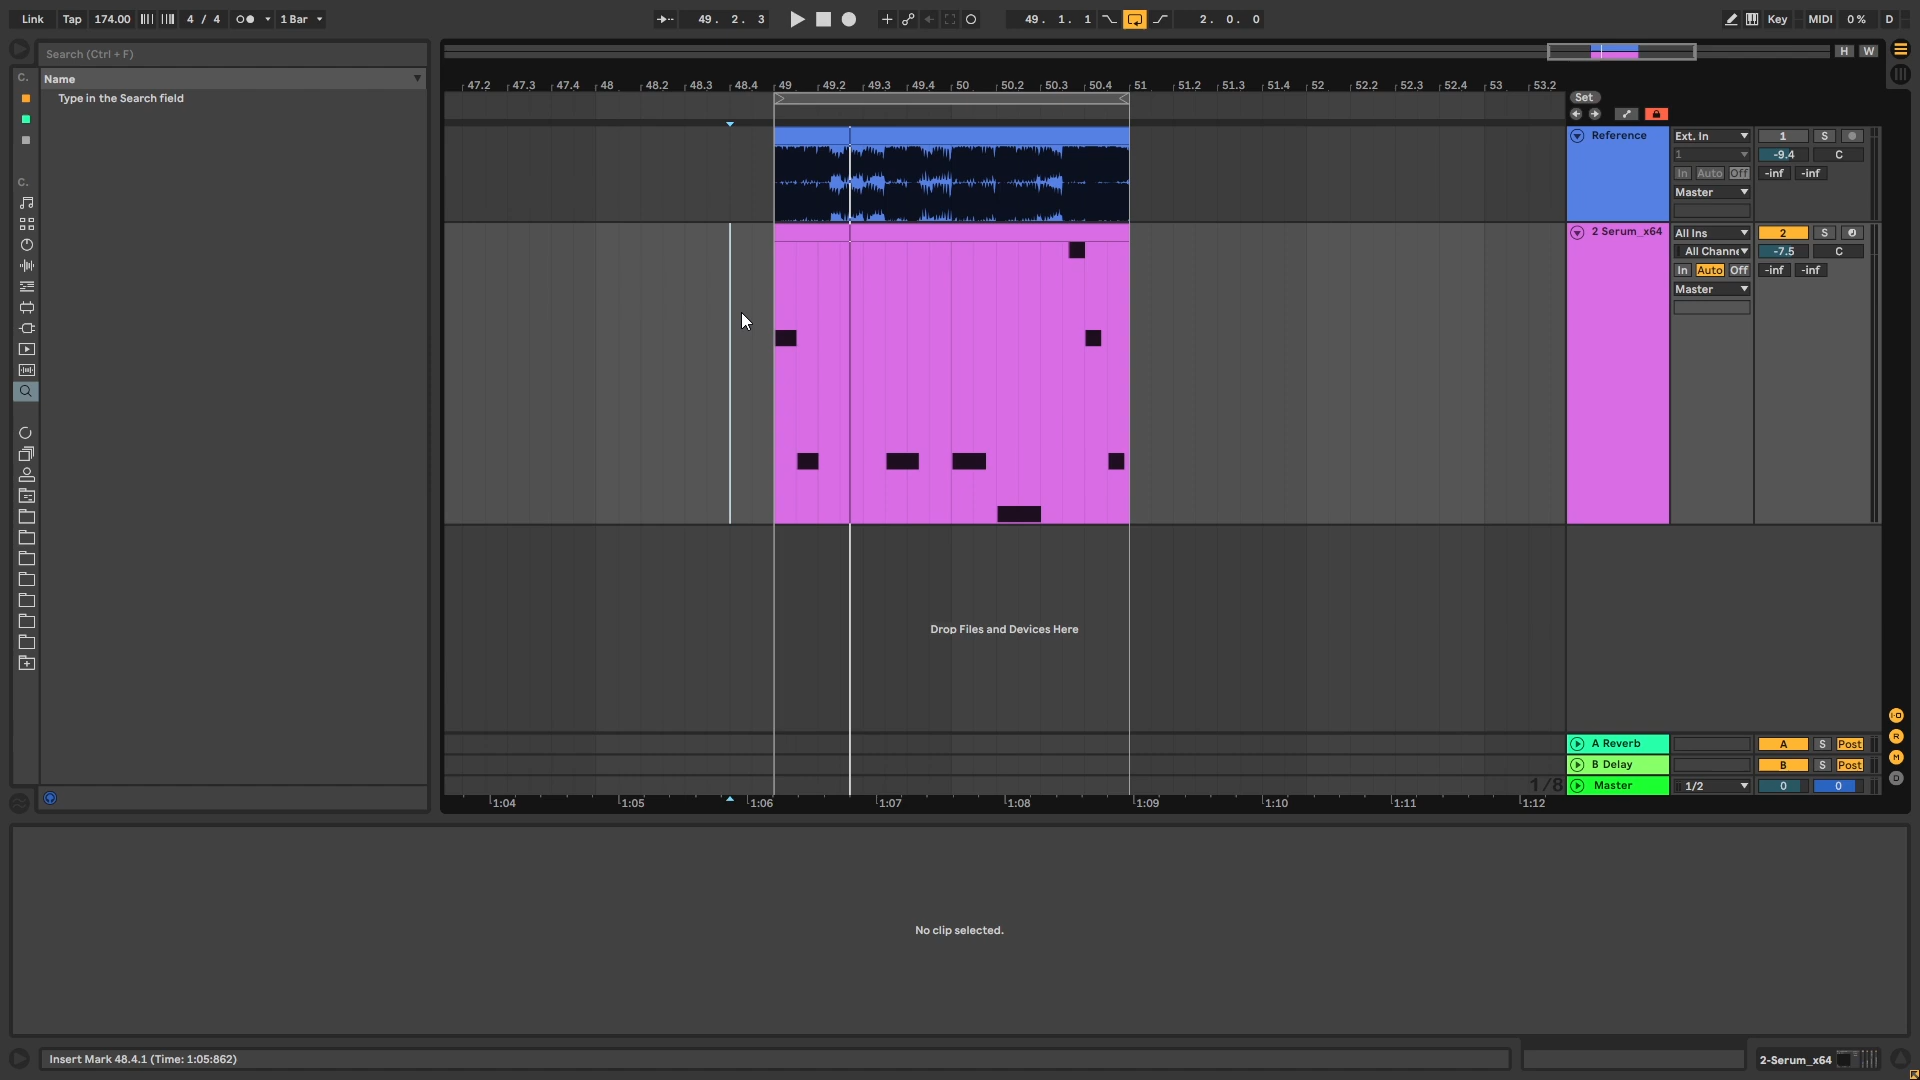 Link Tap 174.00 4 / 4 1 Bar 49. 2. 3 49. 1. 1 2. 0. 0 Key MIDI 0 % D
Search (Ctrl + F)
H W
C.
Name
Type in the Search field
47.2 47.3 47.4 48 48.2 48.3 48.4 49 49.2 49.3 49.4 50 50.2 50.3 50.4 51 51.2 51.3 51.4 52 52.2 52.3 52.4 53 53.2
Set
Reference Ext. In 1 S
1 -9.4 C
In Auto Off -inf -inf
Master
C.
2 Serum_x64 All Ins 2 S
All Channe -7.5 C
In Auto Off -inf -inf
Master
Drop Files and Devices Here
I-O
R
M
D
A Reverb A S Post
B Delay B S Post
1/8 Master 1/2 0 0
1:04 1:05 1:06 1:07 1:08 1:09 1:10 1:11 1:12
No clip selected.
Insert Mark 48.4.1 (Time: 1:05:862)
2-Serum_x64